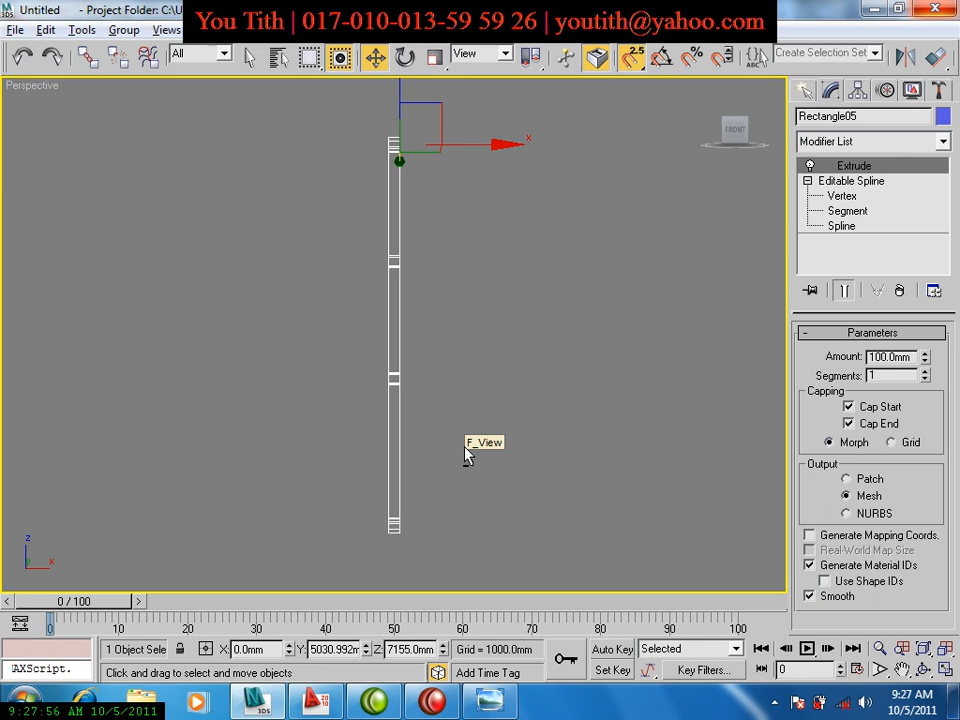 Untitled - Project Folder: C:\U
You Tith | 017-010-013-59 59 26 | youtith@yahoo.com
File Edit Tools Group Views
All
View
2.5
Create Selection Set
Perspective
FRONT
x
F_View
z
x
Rectangle05
Modifier List
Extrude
Editable Spline
Vertex
Segment
Spline
Parameters
Amount: 100.0mm
Segments: 1
Capping
Cap Start
Cap End
Morph Grid
Output
Patch
Mesh
NURBS
Generate Mapping Coords.
Real-World Map Size
Generate Material IDs
Use Shape IDs
Smooth
0 / 100
0 10 20 30 40 50 60 70 80 90 100
1 Object Sele X: 0.0mm Y: 5030.992m Z: 7155.0mm Grid = 1000.0mm Auto Key Selected
AXScript. Click and drag to select and move objects Add Time Tag Set Key Key Filters... 0
9:27 AM
9:27:56 AM 10/5/2011
10/5/2011